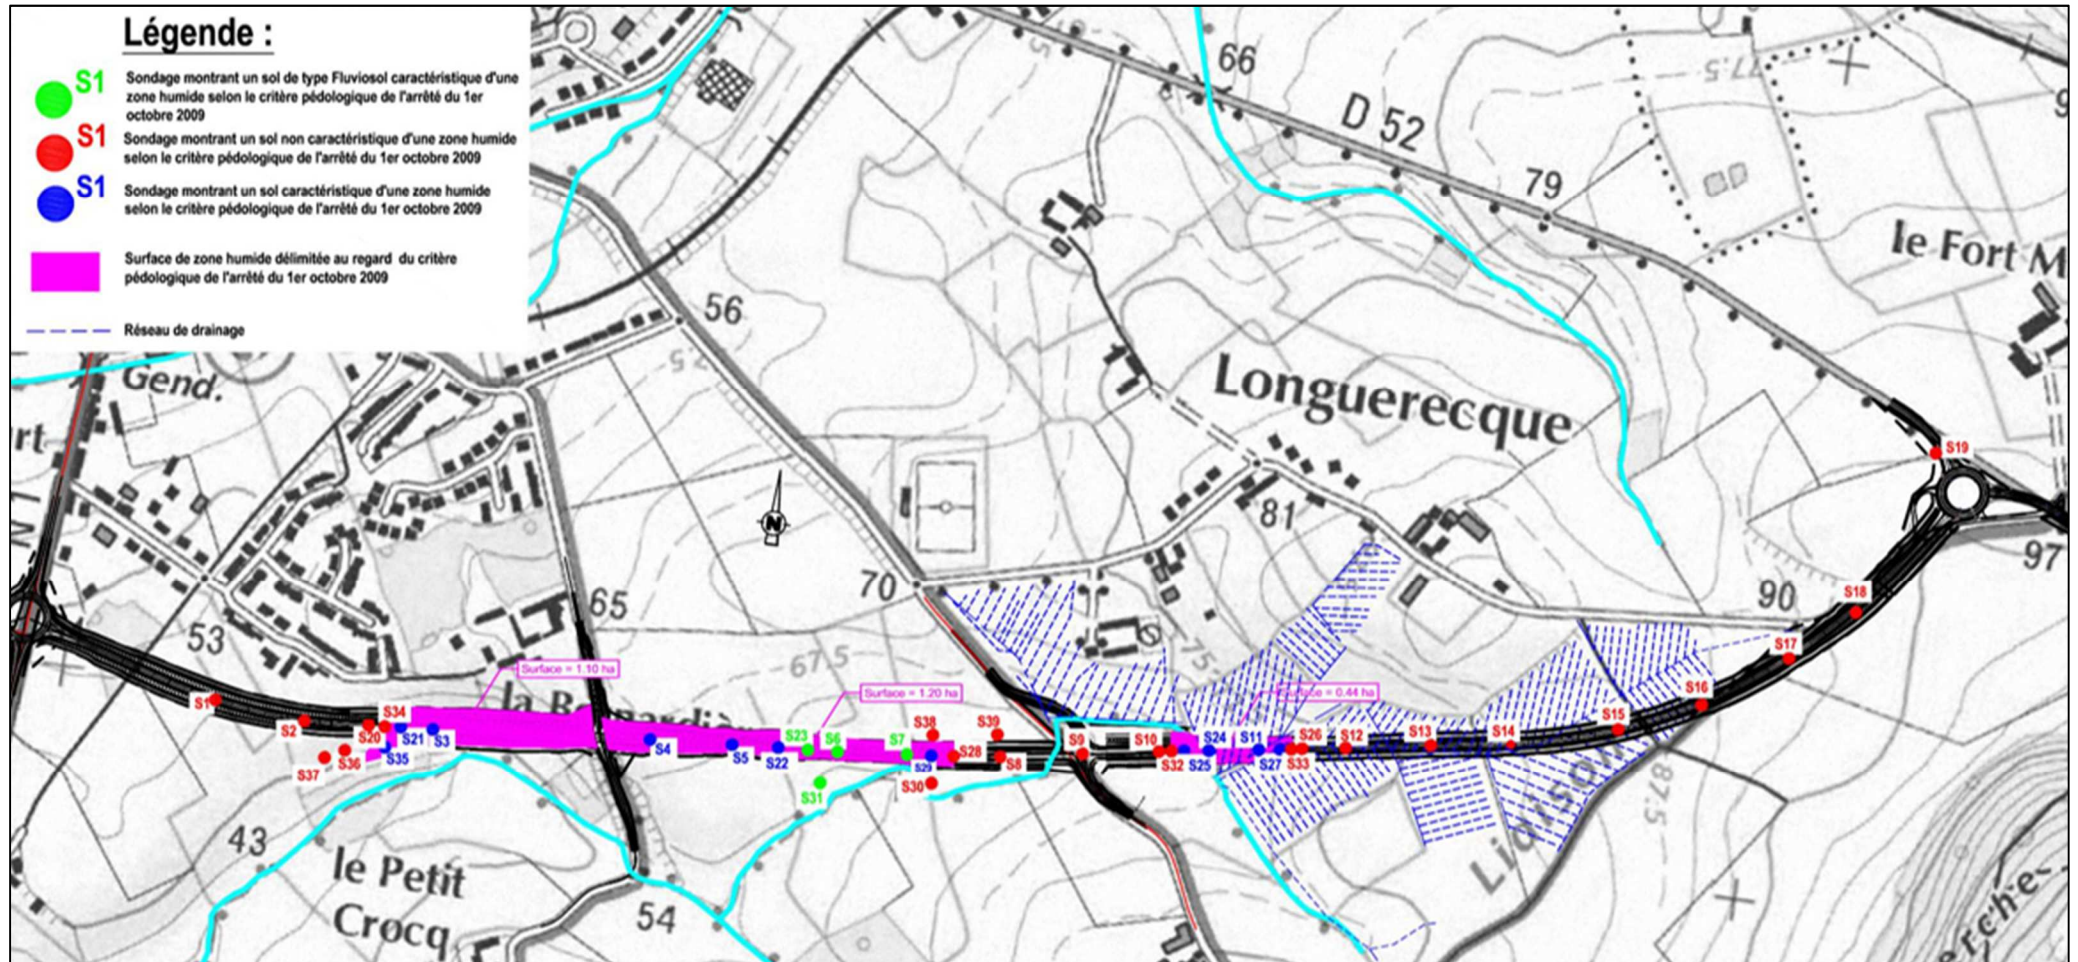 Légende :
S1
Sondage montrant un sol de type Fluviosol caractéristique d'une
zone humide selon le critère pédologique de l'arrêté du 1er
octobre 2009
S1
Sondage montrant un sol non caractéristique d'une zone humide
selon le critère pédologique de l'arrêté du 1er octobre 2009
S1
Sondage montrant un sol caractéristique d'une zone humide
selon le critère pédologique de l'arrêté du 1er octobre 2009
Surface de zone humide délimitée au regard du critère
pédologique de l'arrêté du 1er octobre 2009
Réseau de drainage
66
D 52
77.5
79
le Fort M
56
Gend.
Longuerecque
81
S19
97
N
70
65
53
90
S18
S17
S16
S15
S14
S13
S12
67.5
75
87.5
Surface = 1.10 ha
Surface = 1.20 ha
Surface = 0.44 ha
S1
S2
S34
S20
S21
S3
S35
S36
S37
S4
S5
S22
S23
S6
S7
S38
S39
S29
S28
S8
S30
S31
S9
S10
S32
S25
S24
S11
S27
S26
S33
43
le Petit
Crocq
54